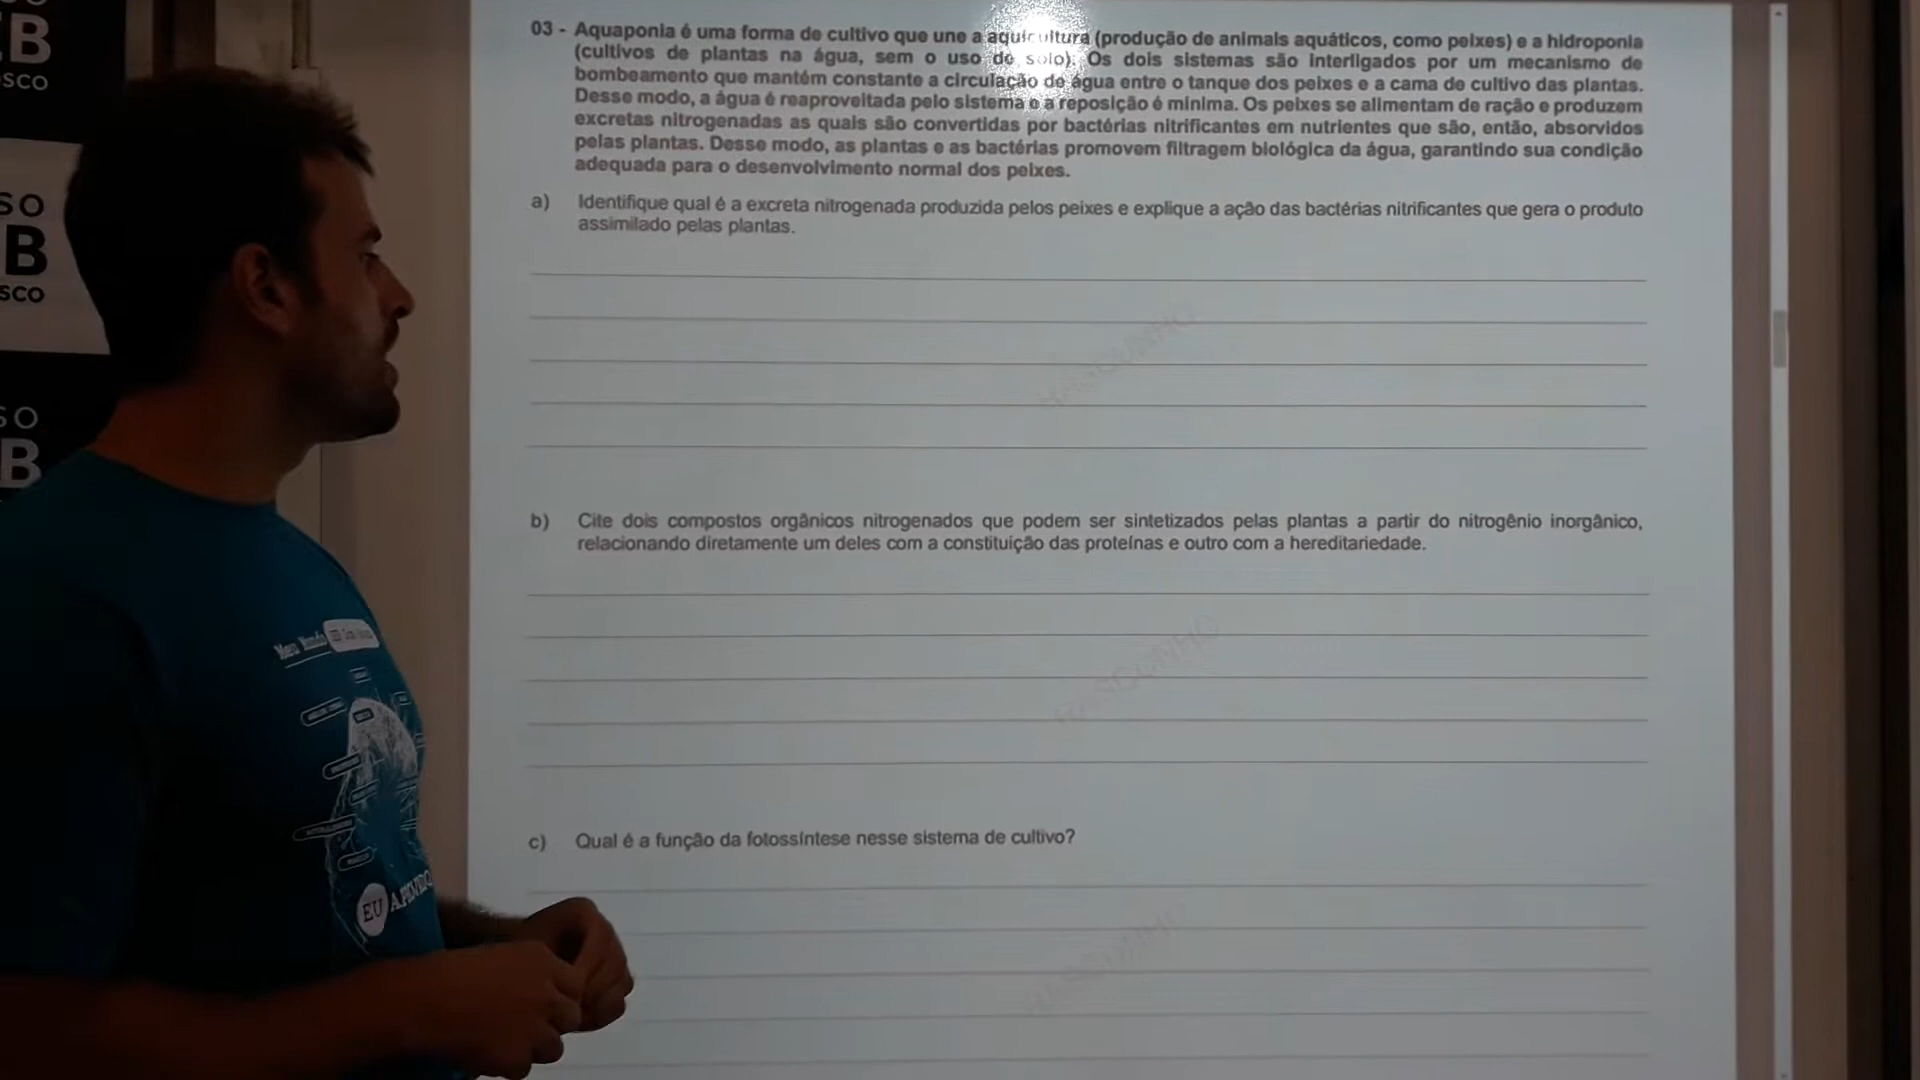 B
SCO
SO
B
SCO
SO
B
03 - Aquaponia é uma forma de cultivo que une a aquicultura (produção de animais aquáticos, como peixes) e a hidroponia
(cultivos de plantas na água, sem o uso de solo). Os dois sistemas são interligados por um mecanismo de
bombeamento que mantém constante a circulação de água entre o tanque dos peixes e a cama de cultivo das plantas.
Desse modo, a água é reaproveitada pelo sistema e a reposição é mínima. Os peixes se alimentam de ração e produzem
excretas nitrogenadas as quais são convertidas por bactérias nitrificantes em nutrientes que são, então, absorvidos
pelas plantas. Desse modo, as plantas e as bactérias promovem filtragem biológica da água, garantindo sua condição
adequada para o desenvolvimento normal dos peixes.
a) Identifique qual é a excreta nitrogenada produzida pelos peixes e explique a ação das bactérias nitrificantes que gera o produto
assimilado pelas plantas.
RASCUNHO
b) Cite dois compostos orgânicos nitrogenados que podem ser sintetizados pelas plantas a partir do nitrogênio inorgânico,
relacionando diretamente um deles com a constituição das proteínas e outro com a hereditariedade.
RASCUNHO
c) Qual é a função da fotossíntese nesse sistema de cultivo?
RASCUNHO
Meu Mundo
EU APRENDO